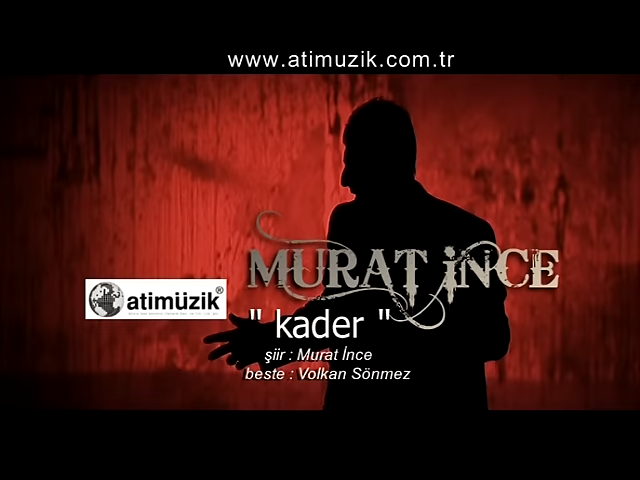 www.atimuzik.com.tr
MURAT İNCE
atimüzik®
" kader "
şiir : Murat İnce
beste : Volkan Sönmez